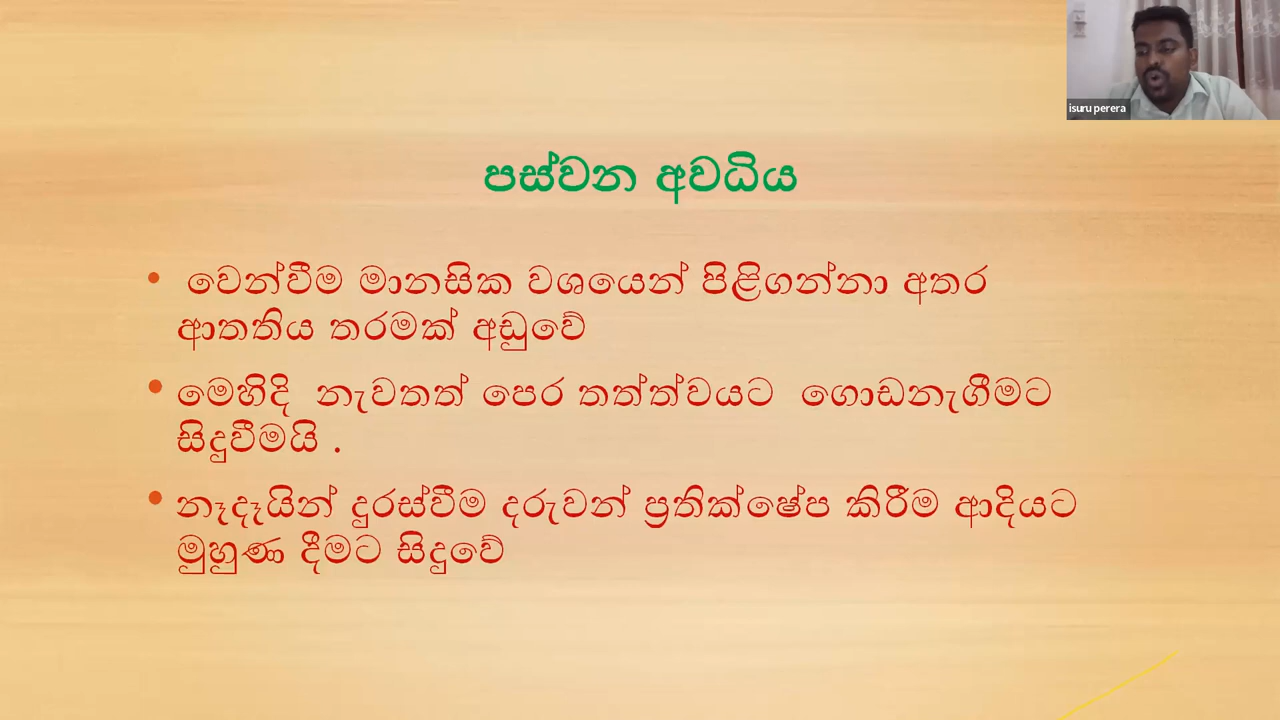 isuru perera
පස්වන අවධිය
• වෙන්වීම මානසික වශයෙන් පිළිගන්නා අතර
ආතතිය තරමක් අඩුවේ
• මෙහිදි නැවතත් පෙර තත්ත්වයට ගොඩනැගීමට
සිදුවීමයි .
• නෑදෑයින් දුරස්වීම දරුවන් ප්‍රතික්ෂේප කිරීම ආදියට
මුහුණ දීමට සිදුවේ